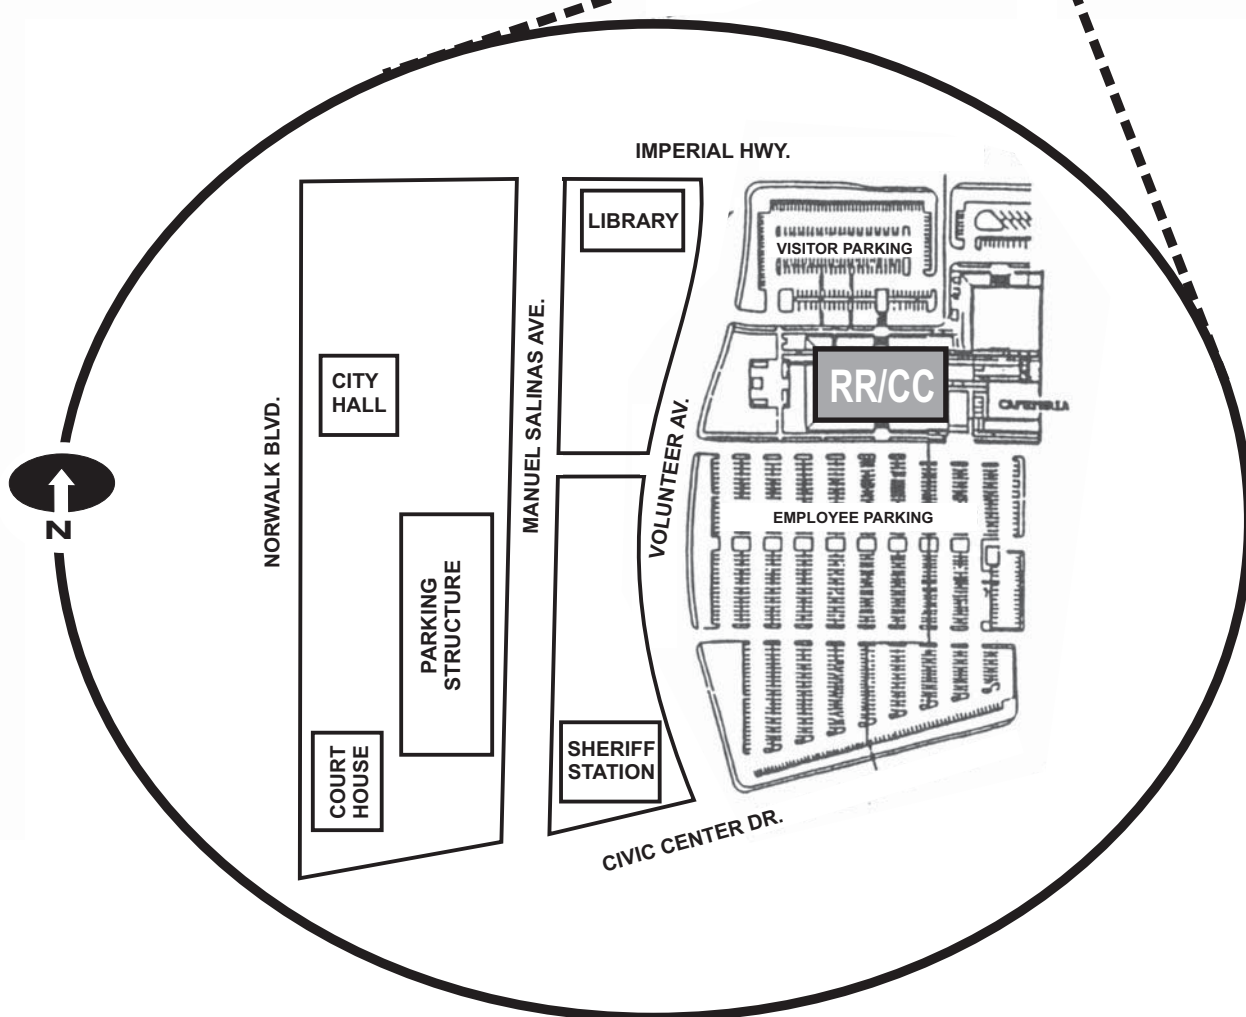 IMPERIAL HWY.
LIBRARY
VISITOR PARKING
MANUEL SALINAS AVE.
CITY
HALL
RR/CC
NORWALK BLVD.
VOLUNTEER AV.
CAFETERIA
N
EMPLOYEE PARKING
PARKING
STRUCTURE
COURT
HOUSE
SHERIFF
STATION
CIVIC CENTER DR.